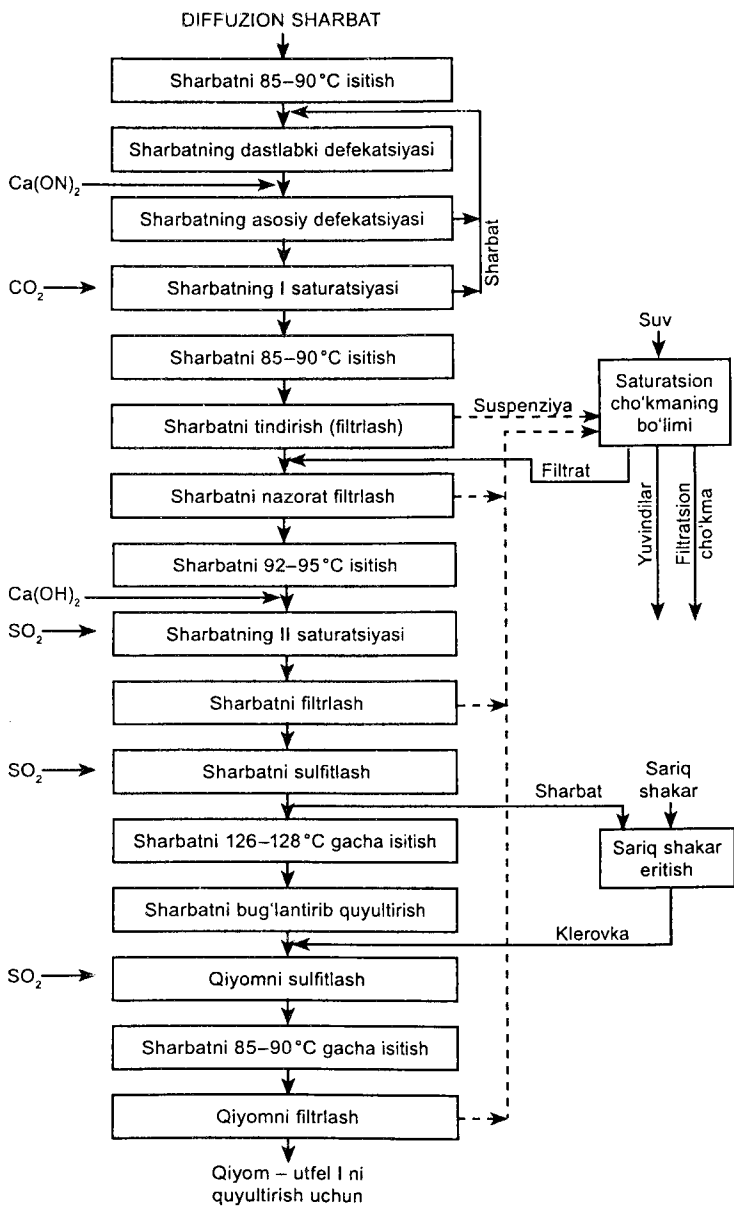 DIFFUZION SHARBAT
Sharbatni 85–90°C isitish
Sharbatning dastlabki defekatsiyasi
Ca(ON)₂
Sharbatning asosiy defekatsiyasi
Sharbat
CO₂
Sharbatning I saturatsiyasi
Suv
Sharbatni 85–90°C isitish
Saturatsion
cho‘kmaning
bo‘limi
Suspenziya
Sharbatni tindirish (filtrlash)
Filtrat
Sharbatni nazorat filtrlash
Yuvindilar
Filtratsion
cho‘kma
Sharbatni 92–95°C isitish
Ca(OH)₂
SO₂
Sharbatning II saturatsiyasi
Sharbatni filtrlash
SO₂
Sharbatni sulfitlash
Sharbat
Sariq
shakar
Sharbatni 126–128°C gacha isitish
Sariq shakar
eritish
Sharbatni bug‘lantirib quyultirish
Klerovka
SO₂
Qiyomni sulfitlash
Sharbatni 85–90°C gacha isitish
Qiyomni filtrlash
Qiyom – utfel I ni
quyultirish uchun